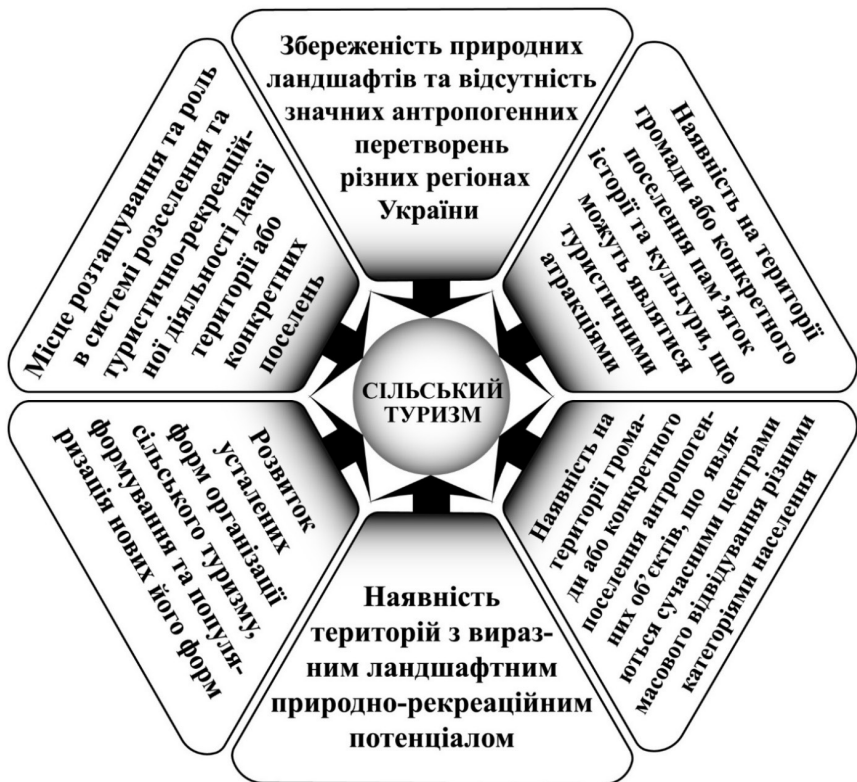 Збереженість природних
ландшафтів та відсутність
значних антропогенних
перетворень
різних регіонах
України
Наявність на території
громади або конкретного
поселення пам’яток
історії та культури, що
можуть являтися
туристичними
атракціями
Наявність на
території грома-
ди або конкретного
поселення антропоген-
них об’єктів, що явля-
ються сучасними центрами
масового відвідування різними
категоріями населення
Наявність
територій з вираз-
ним ландшафтним
природно-рекреаційним
потенціалом
Розвиток
усталених
форм організації
сільського туризму,
формування та популя-
ризація нових його форм
Місце розташування та роль
в системі розселення та
туристично-рекреацій-
ної діяльності даної
території або
конкретних
поселень
СІЛЬСЬКИЙ
ТУРИЗМ